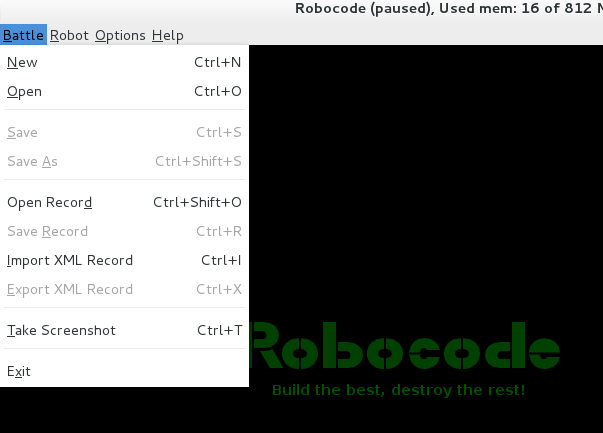 Robocode (paused), Used mem: 16 of 812
Battle Robot Options Help
New Ctrl+N
Open Ctrl+O
Save Ctrl+S
Save As Ctrl+Shift+S
Open Record Ctrl+Shift+O
Save Record Ctrl+R
Import XML Record Ctrl+I
Export XML Record Ctrl+X
Take Screenshot Ctrl+T
Exit
Robocode
Build the best, destroy the rest!